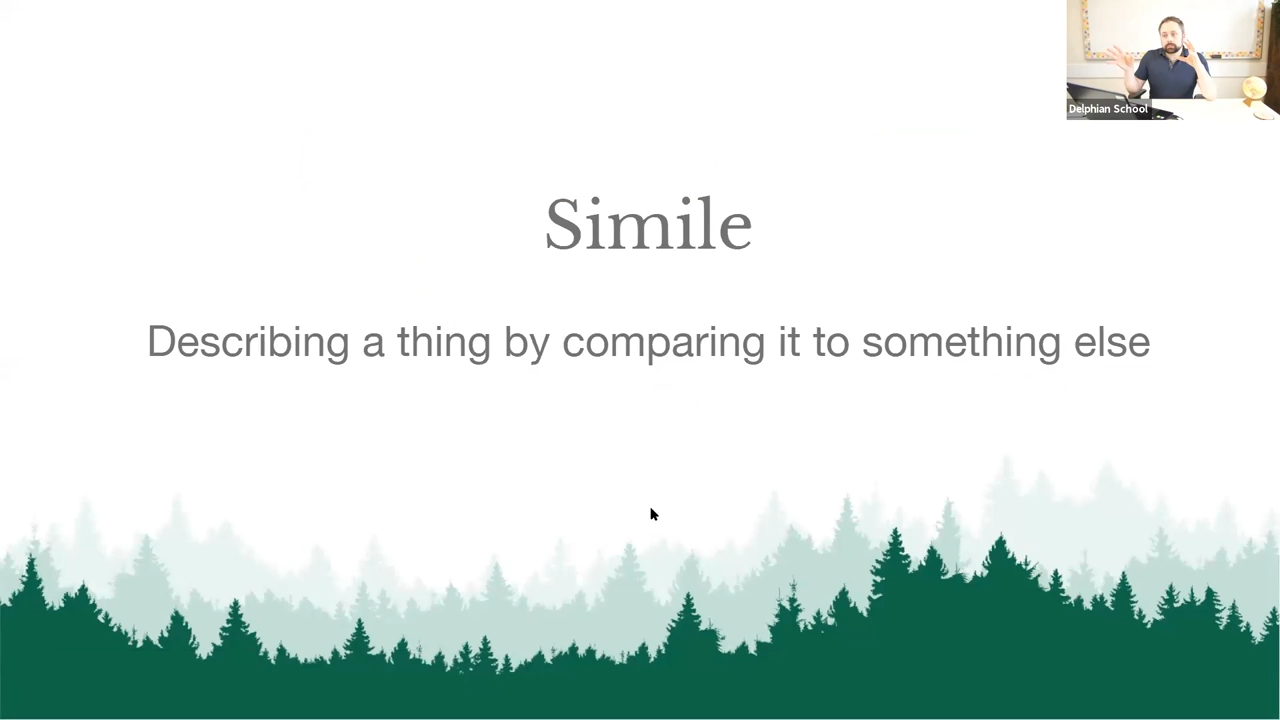 Delphian School
Simile
Describing a thing by comparing it to something else